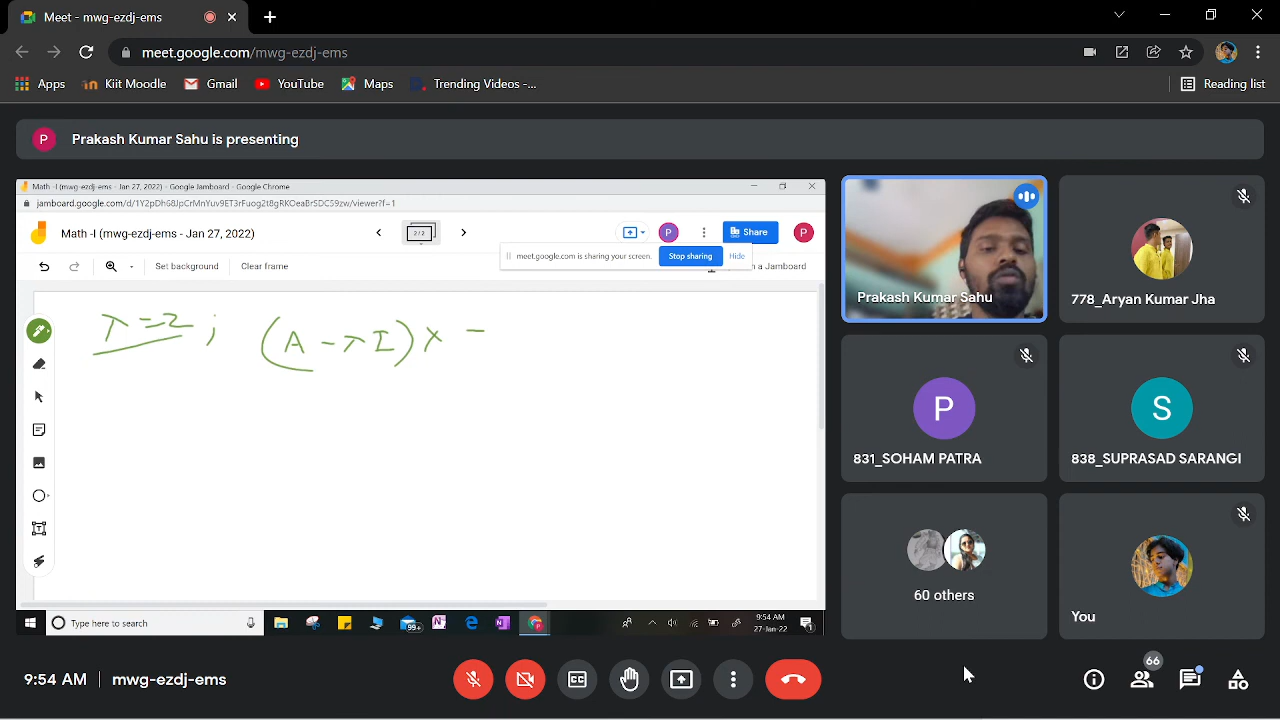 Meet - mwg-ezdj-ems
meet.google.com/mwg-ezdj-ems
Apps Kiit Moodle Gmail YouTube Maps Trending Videos -... Reading list
P Prakash Kumar Sahu is presenting
Math -I (mwg-ezdj-ems - Jan 27, 2022) - Google Jamboard - Google Chrome
Math -I (mwg-ezdj-ems - Jan 27, 2022) 2/2 P Share P
meet.google.com is sharing your screen. Stop sharing Hide
Set background Clear frame
(A - λI)x =
Type here to search 99+ 9:54 AM
27-Jan-22
Prakash Kumar Sahu
778_Aryan Kumar Jha
P
831_SOHAM PATRA
S
838_SUPRASAD SARANGI
60 others
You
9:54 AM mwg-ezdj-ems 66